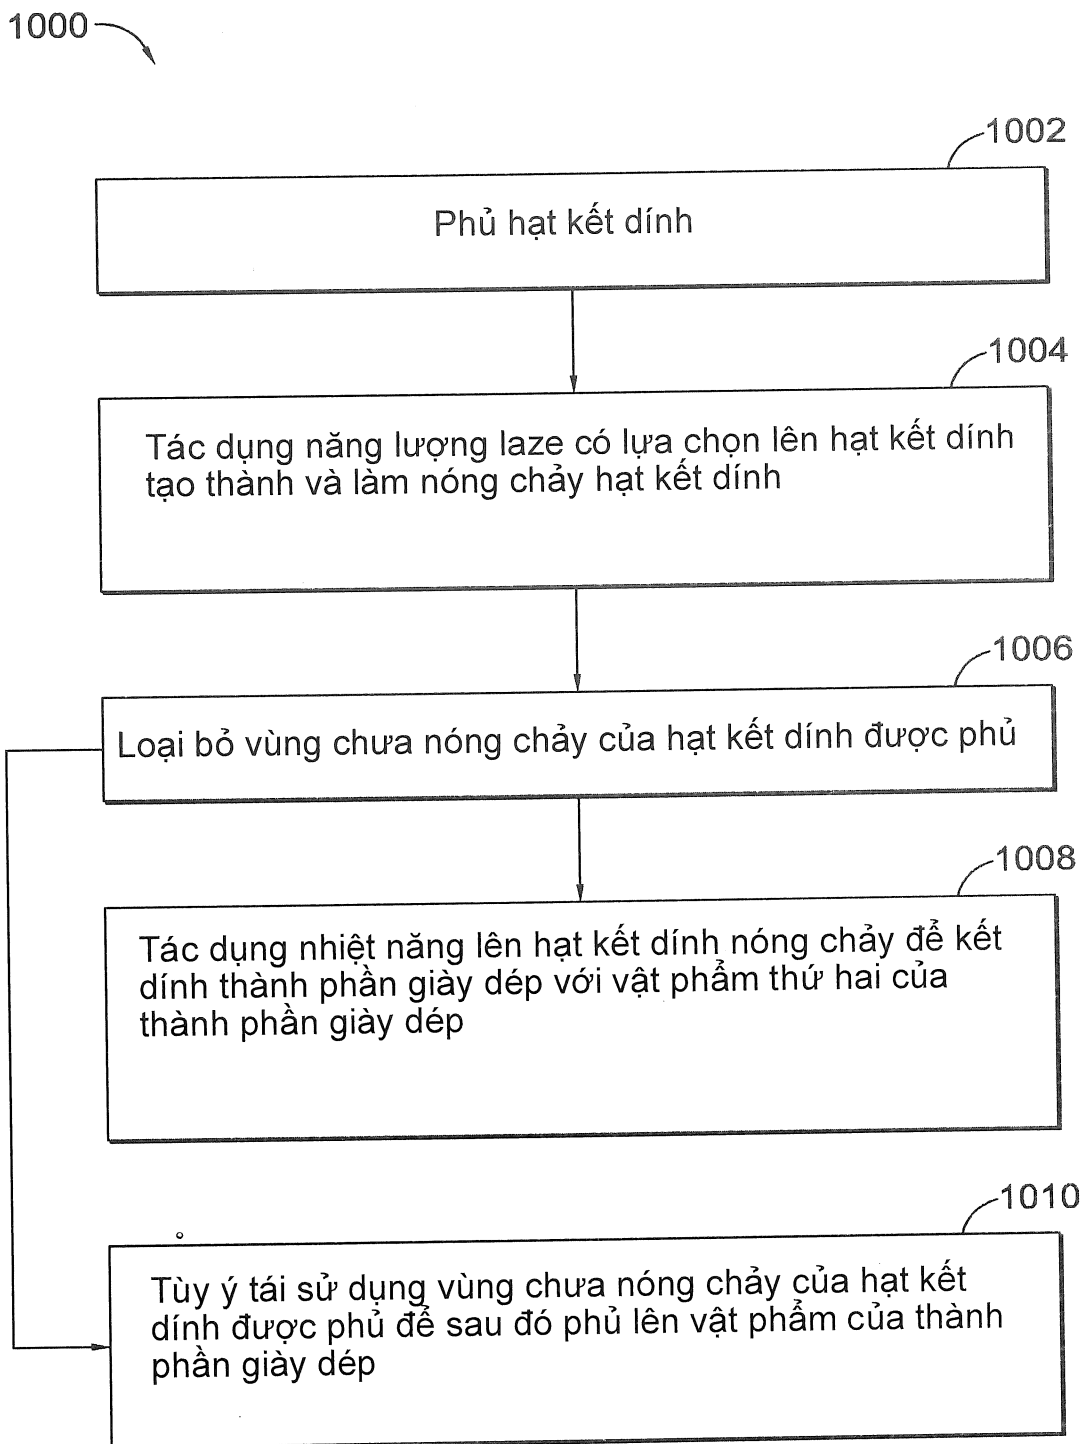 1000
1002
Phủ hạt kết dính
1004
Tác dụng năng lượng laze có lựa chọn lên hạt kết dính
tạo thành và làm nóng chảy hạt kết dính
1006
Loại bỏ vùng chưa nóng chảy của hạt kết dính được phủ
1008
Tác dụng nhiệt năng lên hạt kết dính nóng chảy để kết
dính thành phần giày dép với vật phẩm thứ hai của
thành phần giày dép
1010
Tùy ý tái sử dụng vùng chưa nóng chảy của hạt kết
dính được phủ để sau đó phủ lên vật phẩm của thành
phần giày dép